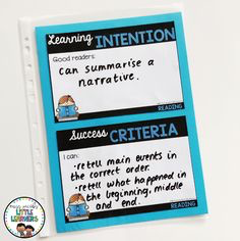 Learning INTENTION
Good readers
can summarise a
narrative.
READING
Success CRITERIA
I can:
•retell main events in
the correct order.
•retell what happened in
the beginning, middle
and end.
READING
LITTLE
LEARNERS